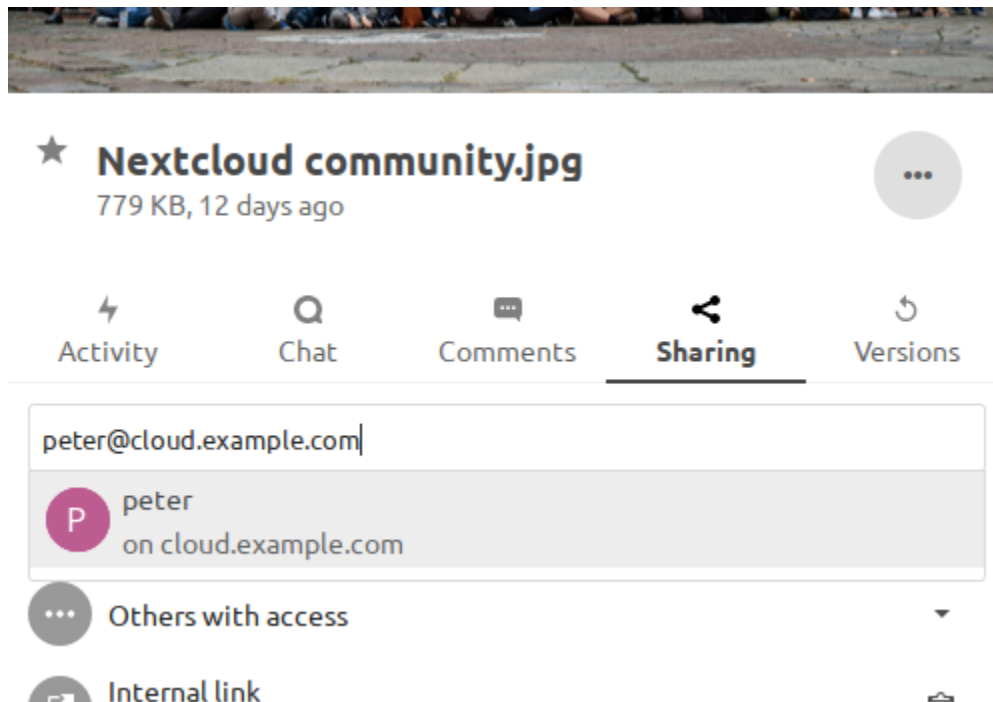 Nextcloud community.jpg
779 KB, 12 days ago
Activity Chat Comments Sharing Versions
peter@cloud.example.com
P
peter
on cloud.example.com
Others with access
Internal link